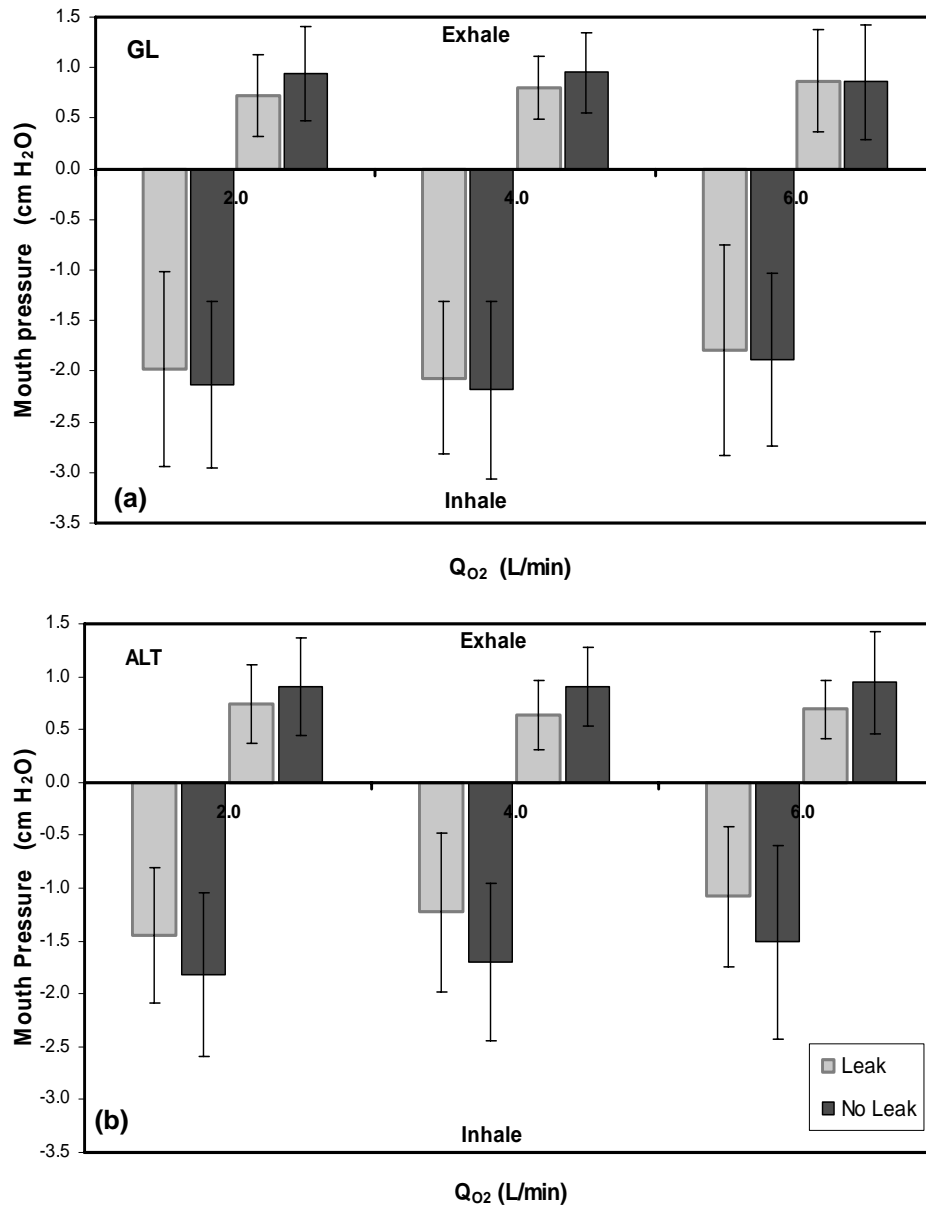 1.5
GL
Exhale
1.0
0.5
0.0
2.0
4.0
6.0
-0.5
-1.0
-1.5
-2.0
-2.5
-3.0
(a)
Inhale
-3.5
Mouth pressure (cm H₂O)
Q_O2 (L/min)
1.5
ALT
Exhale
1.0
0.5
0.0
2.0
4.0
6.0
-0.5
-1.0
-1.5
-2.0
-2.5
-3.0
(b)
Inhale
-3.5
Mouth Pressure (cm H₂O)
Leak
No Leak
Q_O2 (L/min)